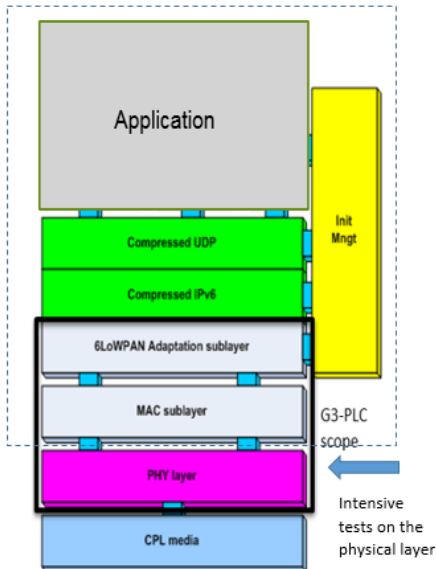 Application
Init
Mngt
Compressed UDP
Compressed IPv6
6LoWPAN Adaptation sublayer
MAC sublayer
G3-PLC
scope
PHY layer
Intensive
tests on the
physical layer
CPL media